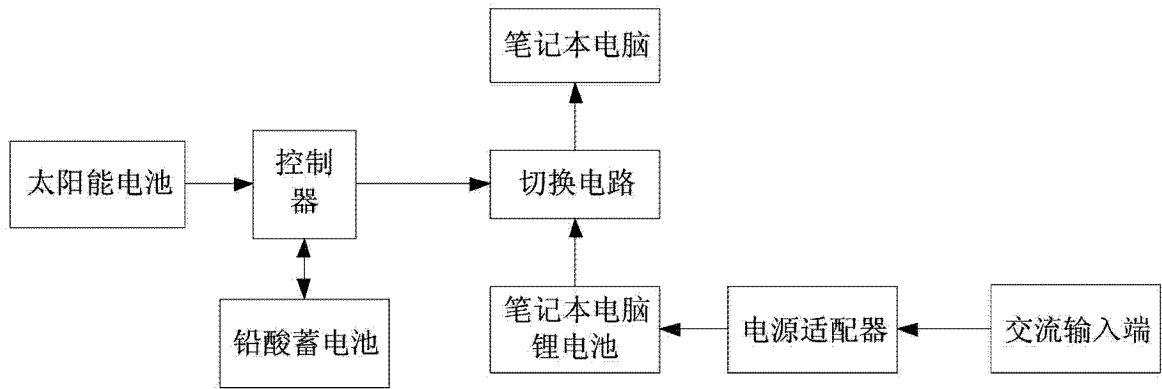 笔记本电脑
太阳能电池
控制
器
切换电路
铅酸蓄电池
笔记本电脑
锂电池
电源适配器
交流输入端